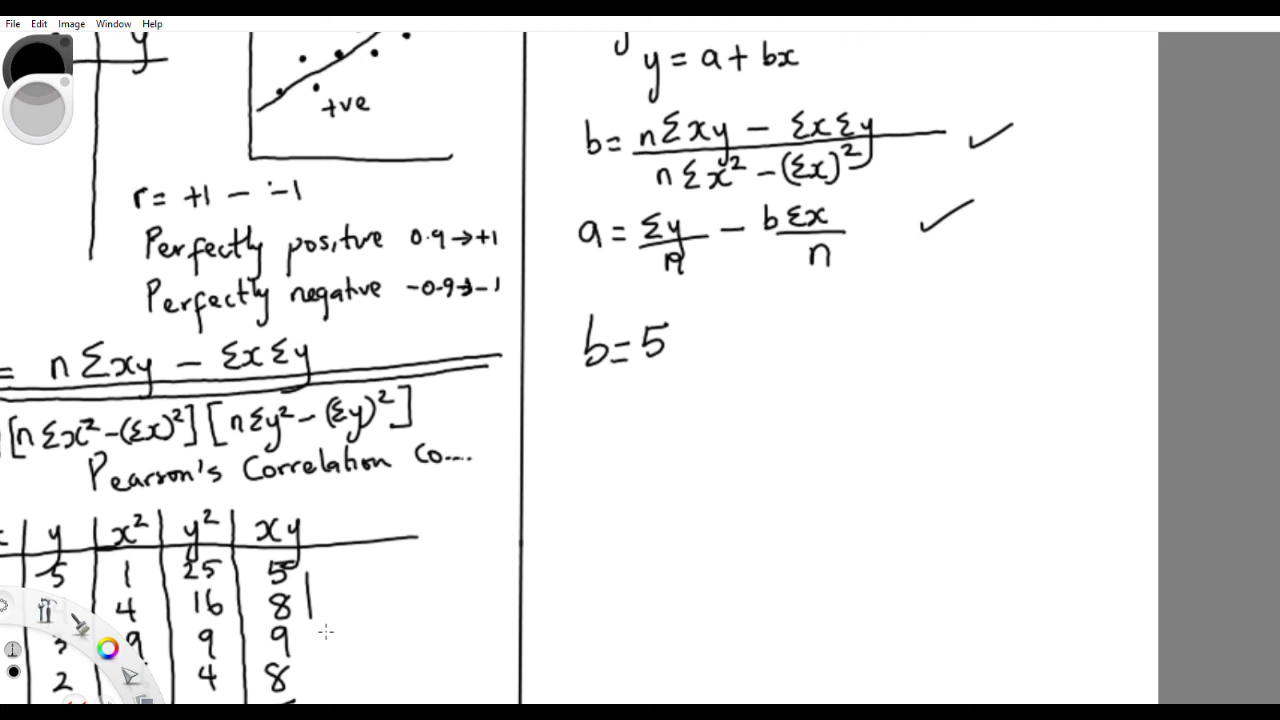 File Edit Image Window Help
y
+ve
r = +1 – -1
Perfectly positive 0.9→+1
Perfectly negative -0.9→-1
= nΣxy – ΣxΣy
[nΣx²-(Σx)²][nΣy²-(Σy)²]
Pearson's Correlation Co....
y x² y² xy
5 1 25 5
4 16 8
3 9 9 9
2 4 8
y = a + bx
b = nΣxy – ΣxΣy
nΣx² – (Σx)²
a = Σy – bΣx
n n
b = 5